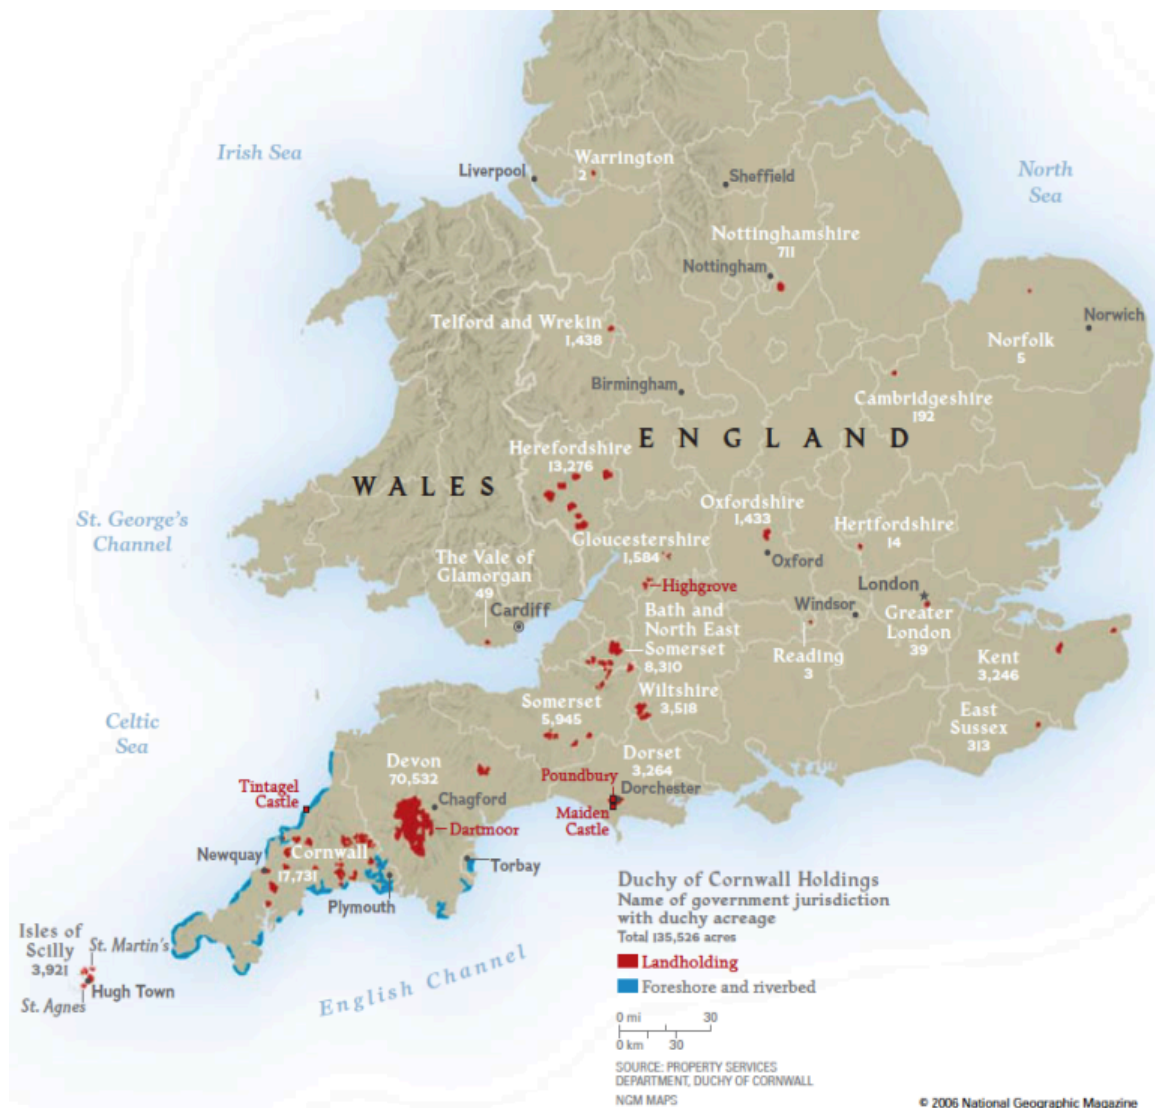 Irish Sea
Liverpool
Warrington
2
Sheffield
North
Sea
Nottinghamshire
711
Nottingham
Telford and Wrekin
1,438
Norwich
Norfolk
5
Birmingham
Cambridgeshire
192
ENGLAND
Herefordshire
13,276
WALES
St. George's
Channel
Oxfordshire
1,433
Hertfordshire
14
Gloucestershire
1,584
Oxford
The Vale of
Glamorgan
49
Cardiff
Highgrove
London
Windsor
Greater
London
39
Bath and
North East
Somerset
8,310
Reading
3
Kent
3,246
Wiltshire
3,518
Somerset
5,945
East
Sussex
313
Celtic
Sea
Devon
70,532
Dorset
3,264
Poundbury
Dorchester
Maiden
Castle
Tintagel
Castle
Chagford
Dartmoor
Newquay
Cornwall
17,731
Torbay
Plymouth
Isles of
Scilly
3,921
St. Martin's
Hugh Town
St. Agnes
English Channel
Duchy of Cornwall Holdings
Name of government jurisdiction
with duchy acreage
Total 135,526 acres
Landholding
Foreshore and riverbed
0 mi 30
0 km 30
SOURCE: PROPERTY SERVICES
DEPARTMENT, DUCHY OF CORNWALL
NGM MAPS
© 2006 National Geographic Magazine